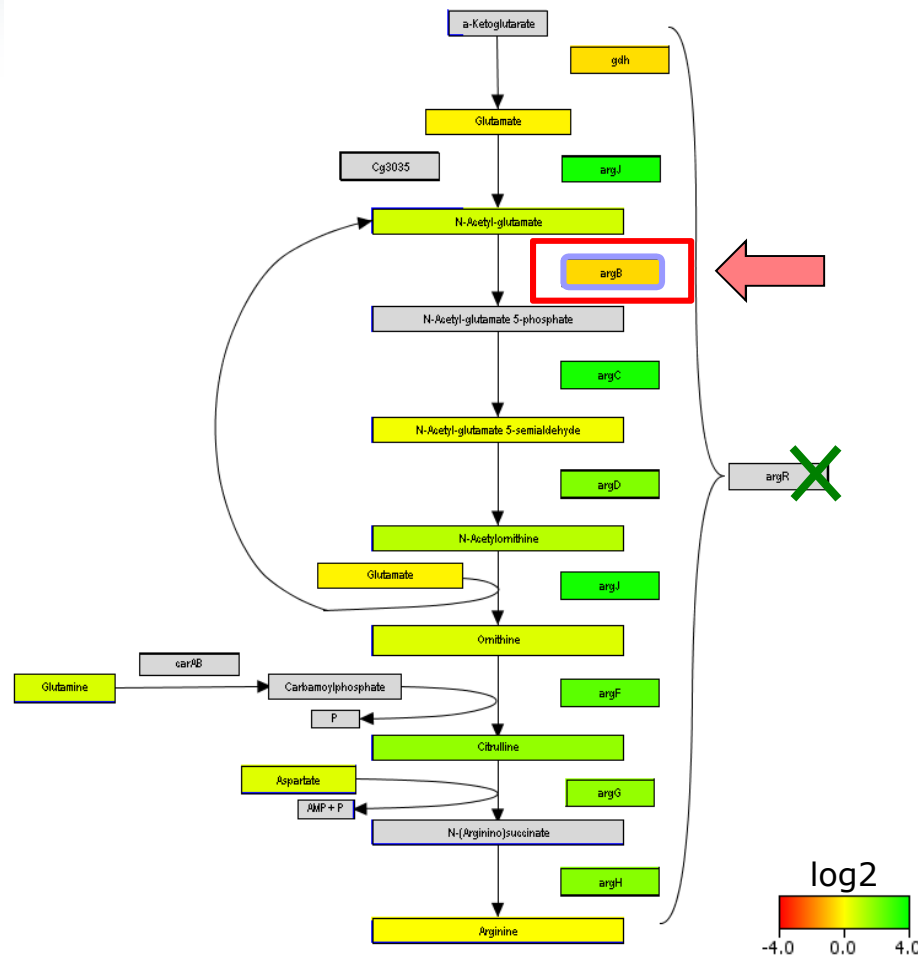 a-Ketoglutarate
gdh
Glutamate
Cg3035
argJ
N-Acetyl-glutamate
argB
N-Acetyl-glutamate 5-phosphate
argC
N-Acetyl-glutamate 5-semialdehyde
argR
argD
N-Acetylornithine
Glutamate
argJ
Ornithine
carAB
Glutamine
Carbamoylphosphate
argF
P
Citrulline
Aspartate
argG
AMP + P
N-(Arginino)succinate
argH
Arginine
log2
-4.0 0.0 4.0